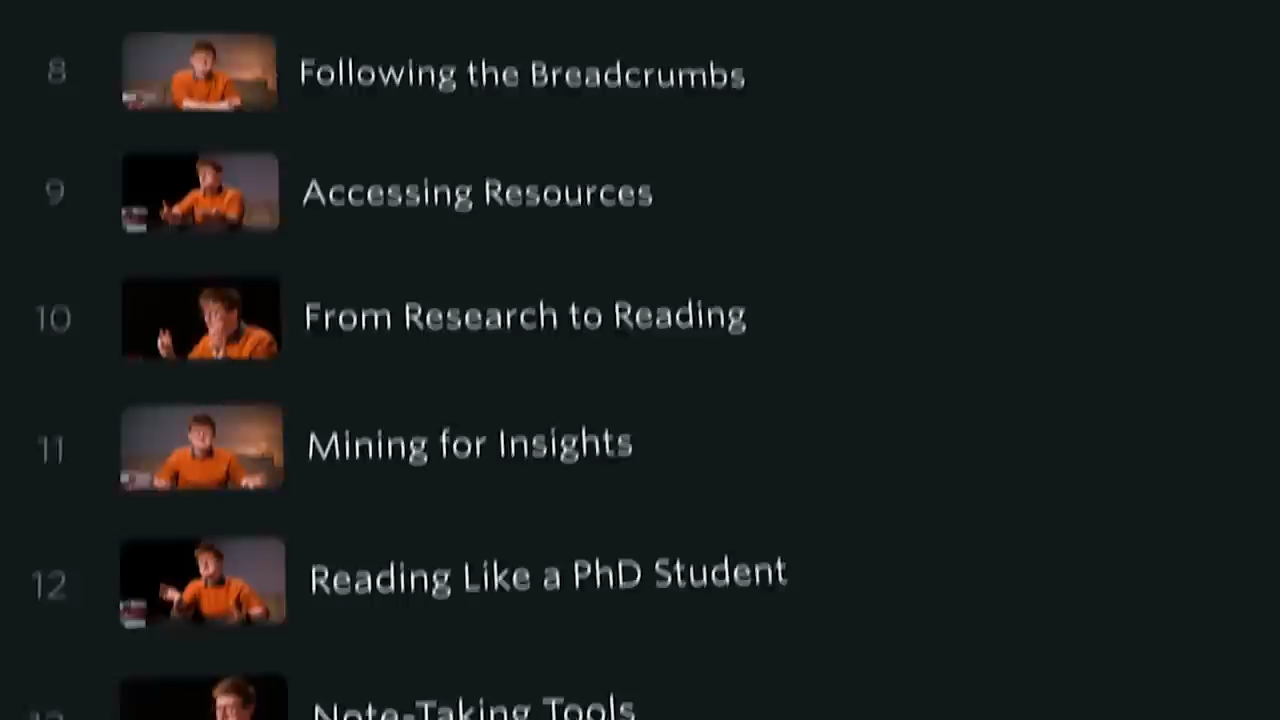 8 Following the Breadcrumbs
9 Accessing Resources
10 From Research to Reading
11 Mining for Insights
12 Reading Like a PhD Student
13 Note-Taking Tools